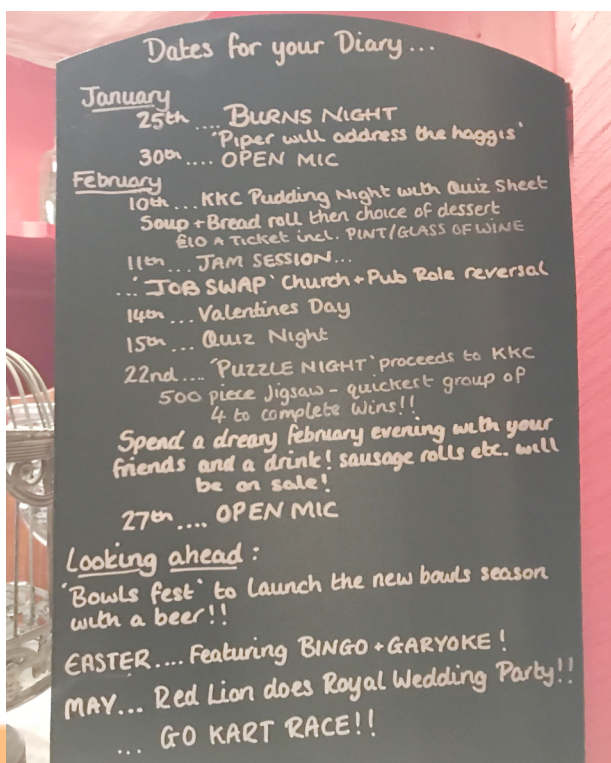 Dates for your Diary...
January
25th .... BURNS NIGHT
'Piper will address the haggis'
30th .... OPEN MIC
February
10th ... KKC Pudding Night with Quiz Sheet
Soup + Bread roll then choice of dessert
£10 A TICKET incl. PINT/GLASS OF WINE
11th .... JAM SESSION...
... 'JOB SWAP' Church + Pub Role reversal
14th .... Valentines Day
15th ... Quiz Night
22nd .... 'PUZZLE NIGHT' proceeds to KKC
500 piece Jigsaw - quickest group of
4 to complete Wins!!
Spend a dreary february evening with your
friends and a drink! sausage rolls etc. will
be on sale!
27th .... OPEN MIC
Looking ahead :
'Bowls fest' to launch the new bowls season
with a beer!!
EASTER.... Featuring BINGO + GARYOKE!
MAY... Red Lion does Royal Wedding Party!!
... GO KART RACE!!